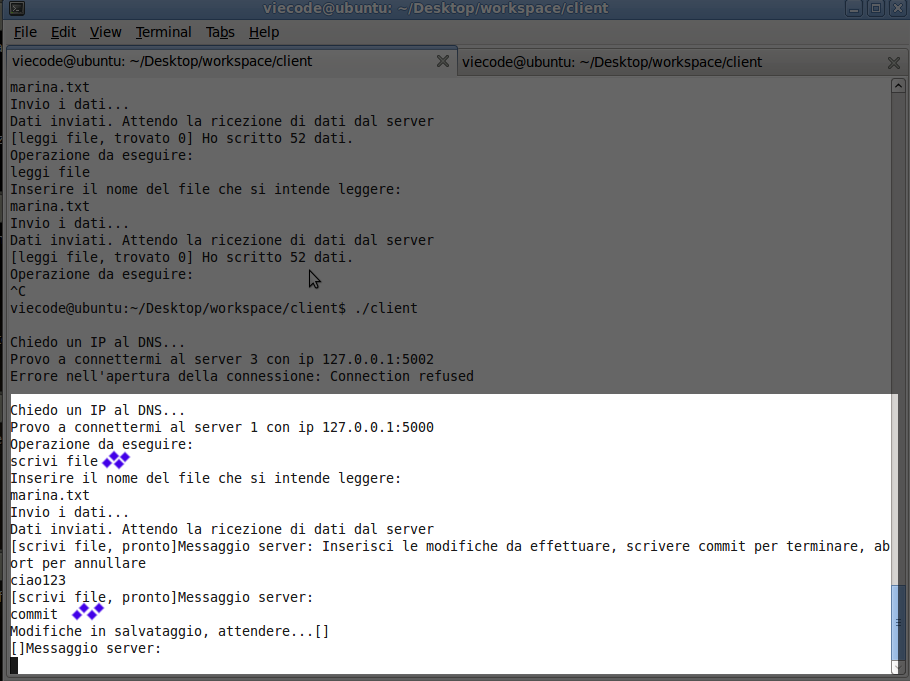 viecode@ubuntu: ~/Desktop/workspace/client
File Edit View Terminal Tabs Help
viecode@ubuntu: ~/Desktop/workspace/client viecode@ubuntu: ~/Desktop/workspace/client
marina.txt
Invio i dati...
Dati inviati. Attendo la ricezione di dati dal server
[leggi file, trovato 0] Ho scritto 52 dati.
Operazione da eseguire:
leggi file
Inserire il nome del file che si intende leggere:
marina.txt
Invio i dati...
Dati inviati. Attendo la ricezione di dati dal server
[leggi file, trovato 0] Ho scritto 52 dati.
Operazione da eseguire:
^C
viecode@ubuntu:~/Desktop/workspace/client$ ./client
Chiedo un IP al DNS...
Provo a connettermi al server 3 con ip 127.0.0.1:5002
Errore nell'apertura della connessione: Connection refused
Chiedo un IP al DNS...
Provo a connettermi al server 1 con ip 127.0.0.1:5000
Operazione da eseguire:
scrivi file
Inserire il nome del file che si intende leggere:
marina.txt
Invio i dati...
Dati inviati. Attendo la ricezione di dati dal server
[scrivi file, pronto]Messaggio server: Inserisci le modifiche da effettuare, scrivere commit per terminare, ab
ort per annullare
ciao123
[scrivi file, pronto]Messaggio server:
commit
Modifiche in salvataggio, attendere...[]
[]Messaggio server: